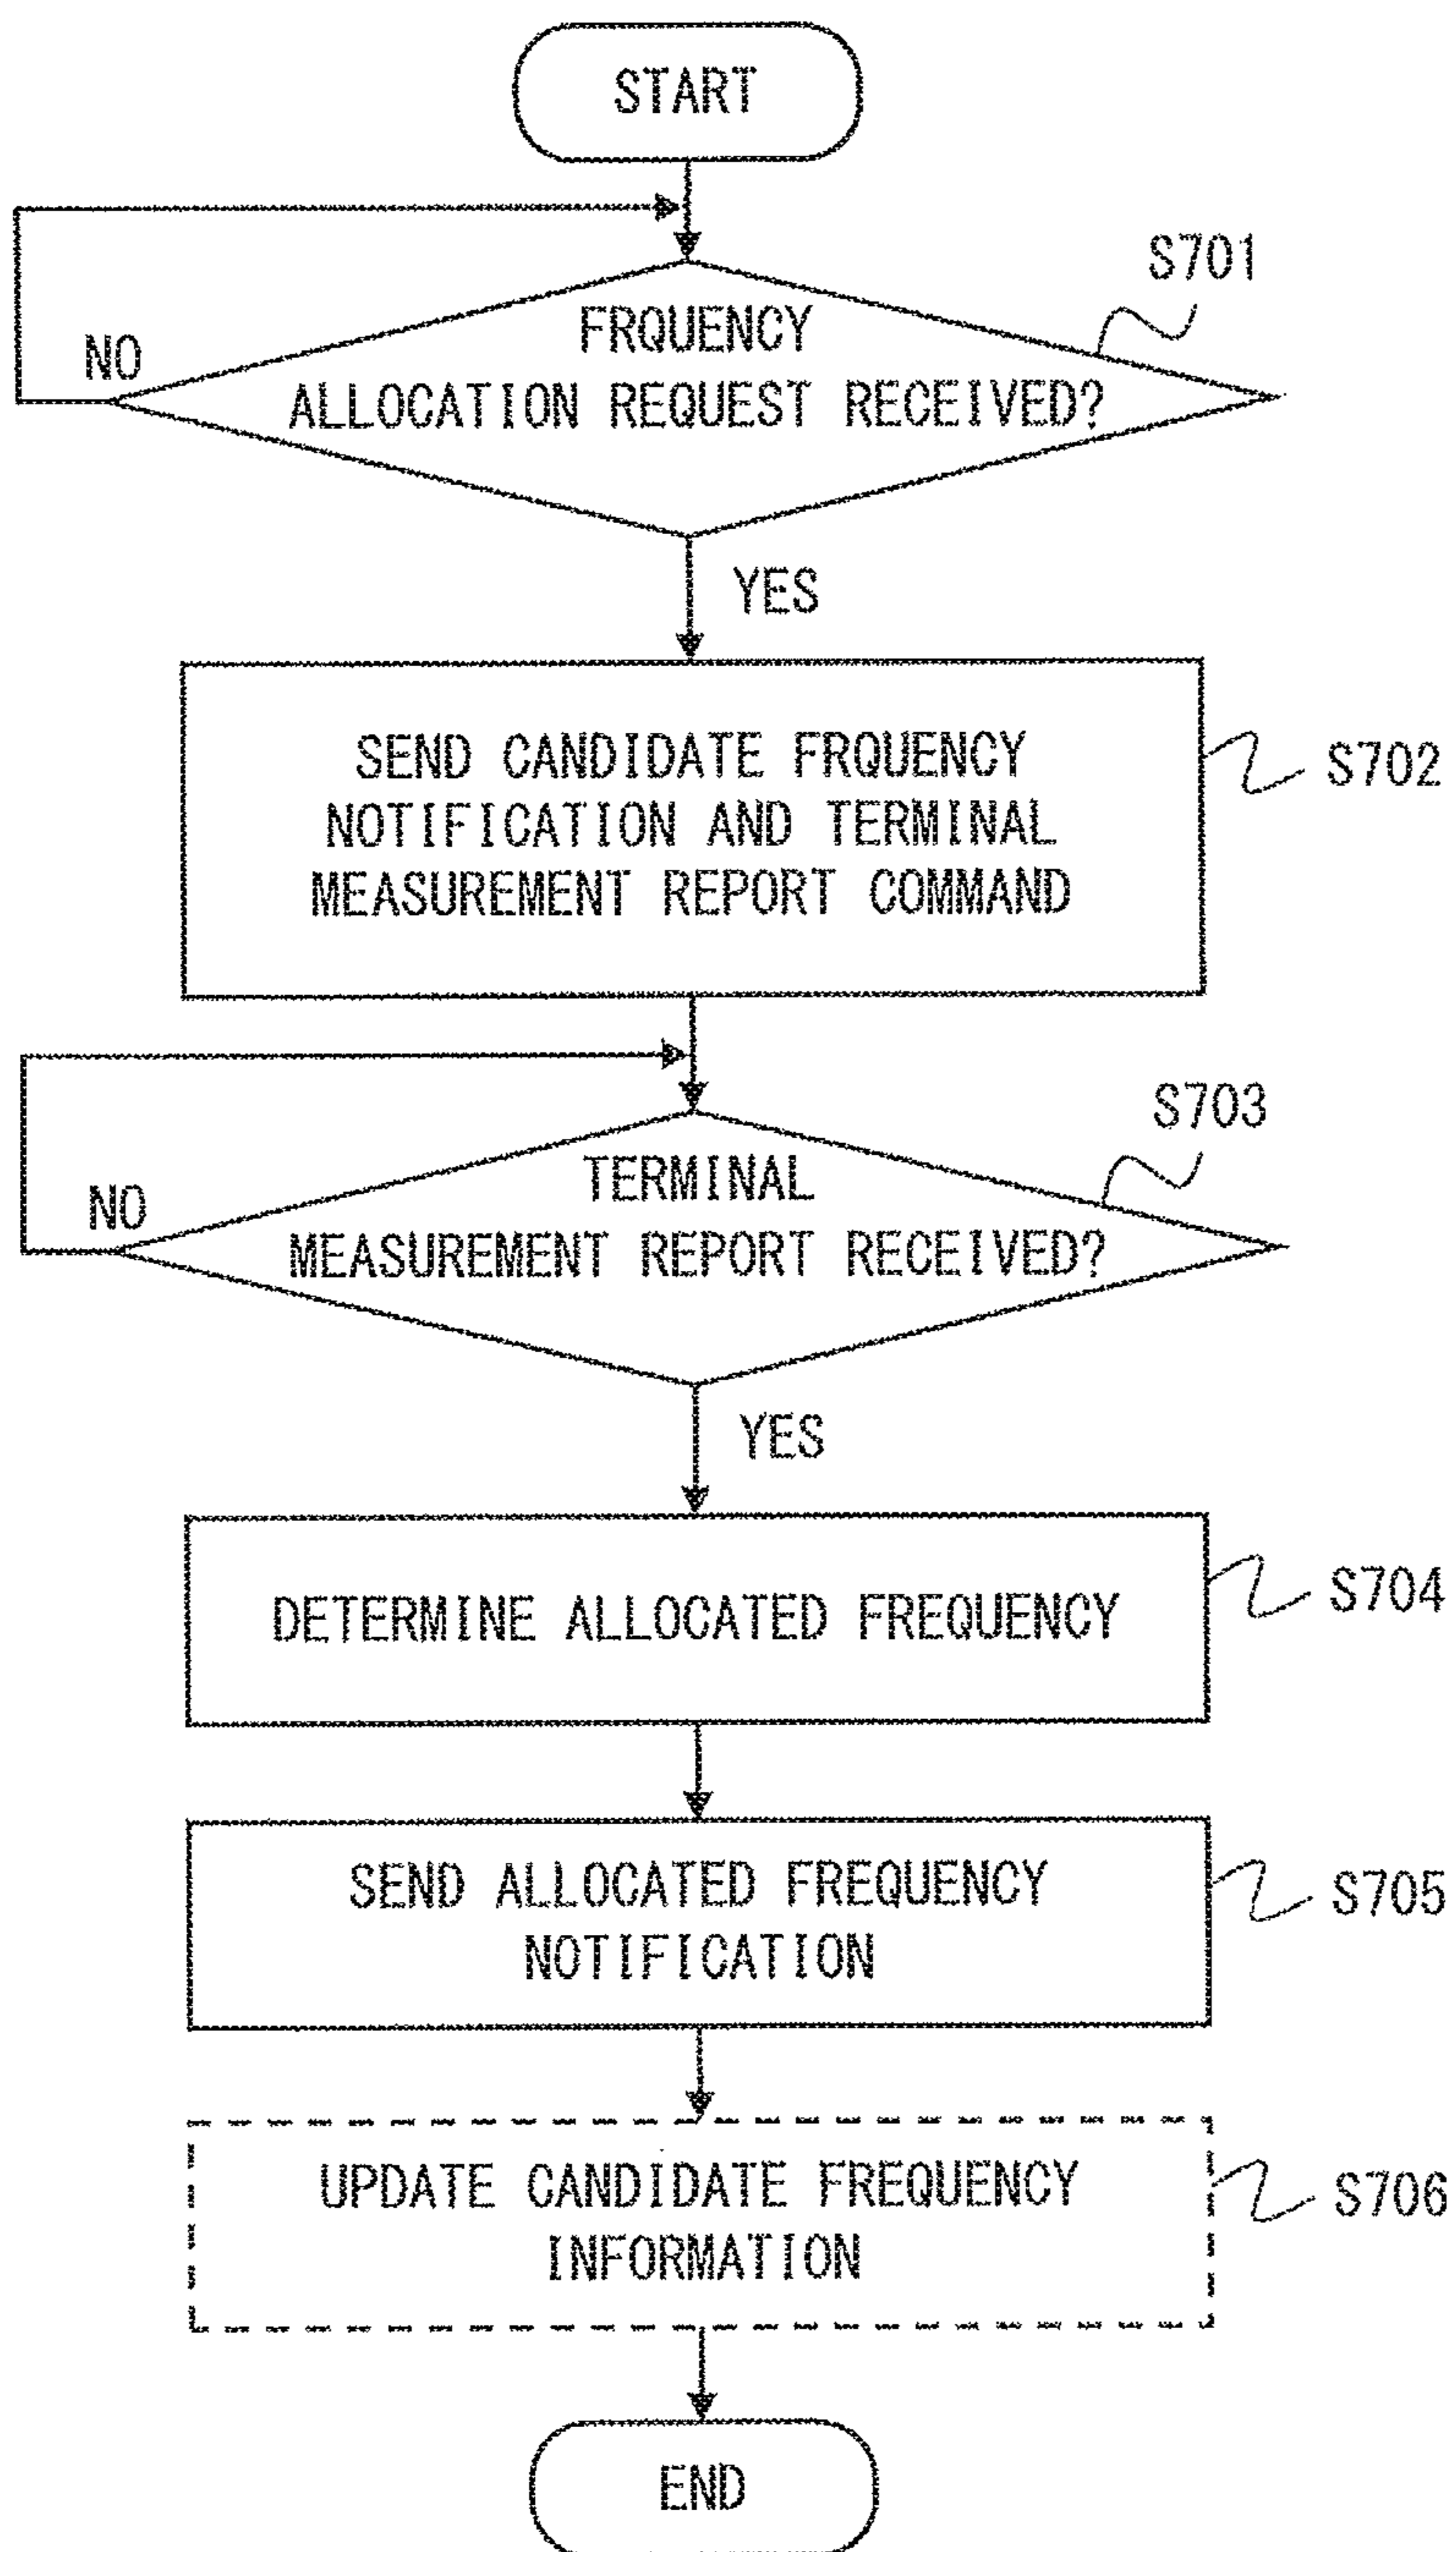 START
S701
FRQUENCY
NO
ALLOCATION REQUEST RECEIVED?
YES
SEND CANDIDATE FRQUENCY
NOTIFICATION AND TERMINAL
MEASUREMENT REPORT COMMAND
S702
S703
TERMINAL
NO
MEASUREMENT REPORT RECEIVED?
YES
DETERMINE ALLOCATED FREQUENCY
S704
SEND ALLOCATED FREQUENCY
NOTIFICATION
S705
UPDATE CANDIDATE FREQUENCY
INFORMATION
S706
END